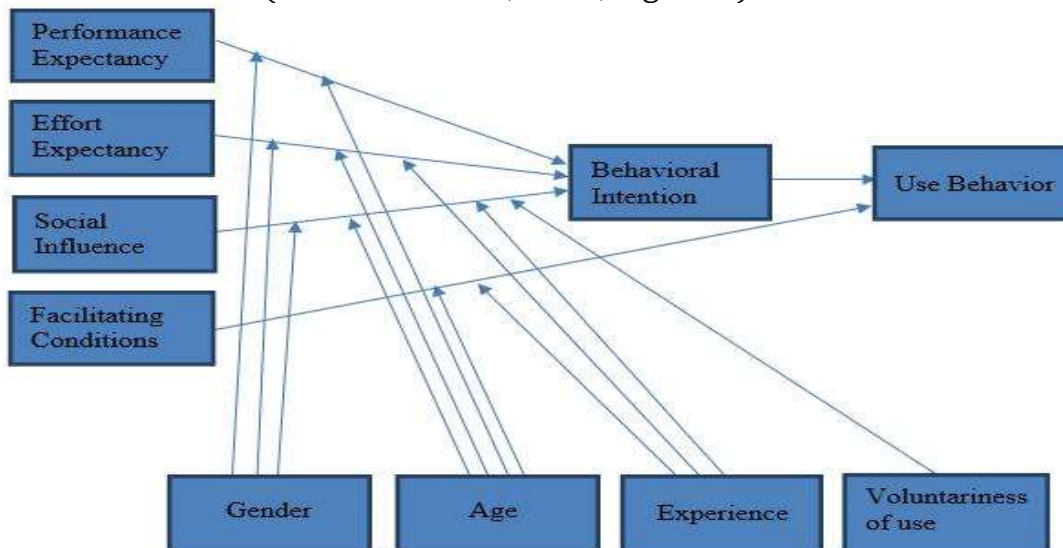 Performance
Expectancy
Effort
Expectancy
Social
Influence
Facilitating
Conditions
Behavioral
Intention
Use Behavior
Gender
Age
Experience
Voluntariness
of use